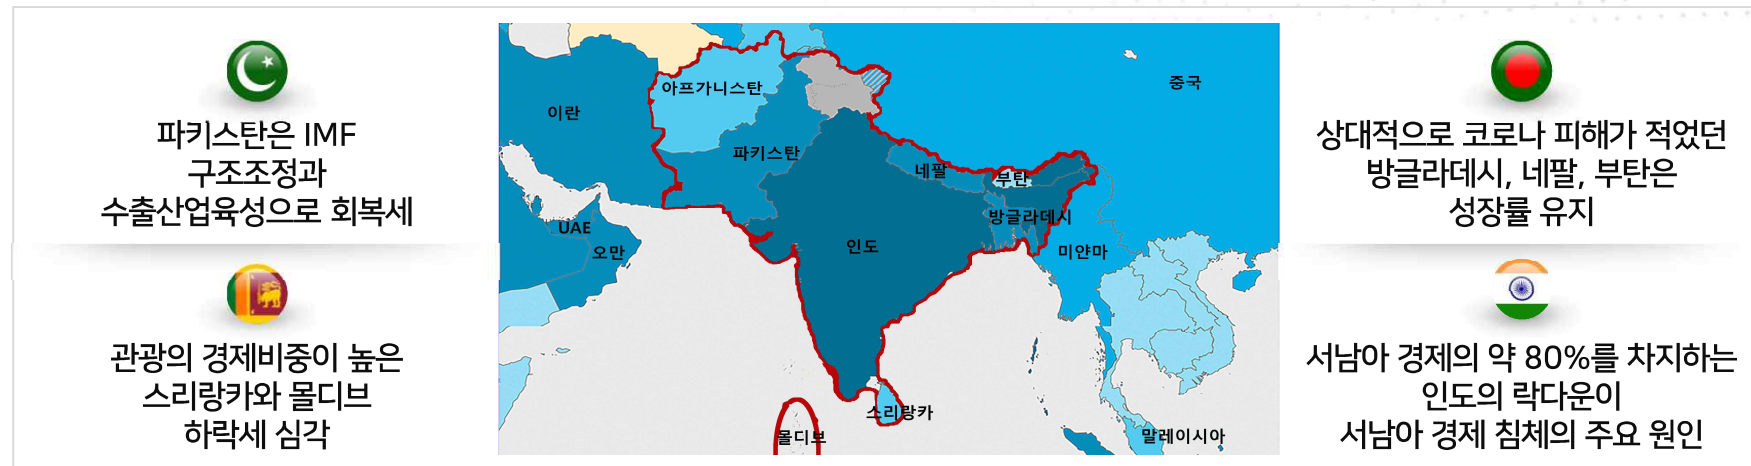 파키스탄은 IMF
구조조정과
수출산업육성으로 회복세
관광의 경제비중이 높은
스리랑카와 몰디브
하락세 심각
아프가니스탄
중국
이란
파키스탄
네팔
부탄
방글라데시
UAE
오만
인도
미얀마
스리랑카
몰디브
말레이시아
상대적으로 코로나 피해가 적었던
방글라데시, 네팔, 부탄은
성장률 유지
서남아 경제의 약 80%를 차지하는
인도의 락다운이
서남아 경제 침체의 주요 원인